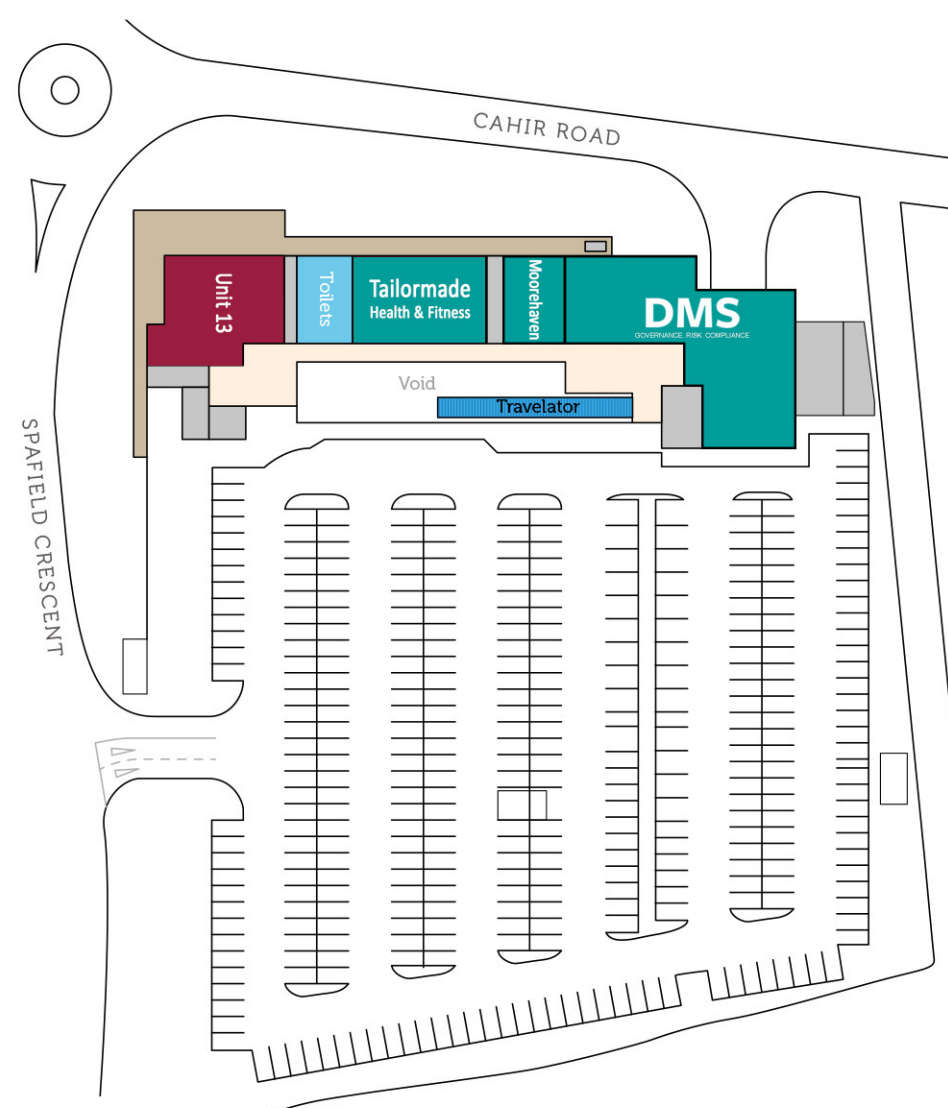 CAHIR ROAD
Unit 13
Toilets
Tailormade
Health & Fitness
Moorehaven
DMS
GOVERNANCE. RISK. COMPLIANCE
Void
Travelator
SPAFIELD CRESCENT